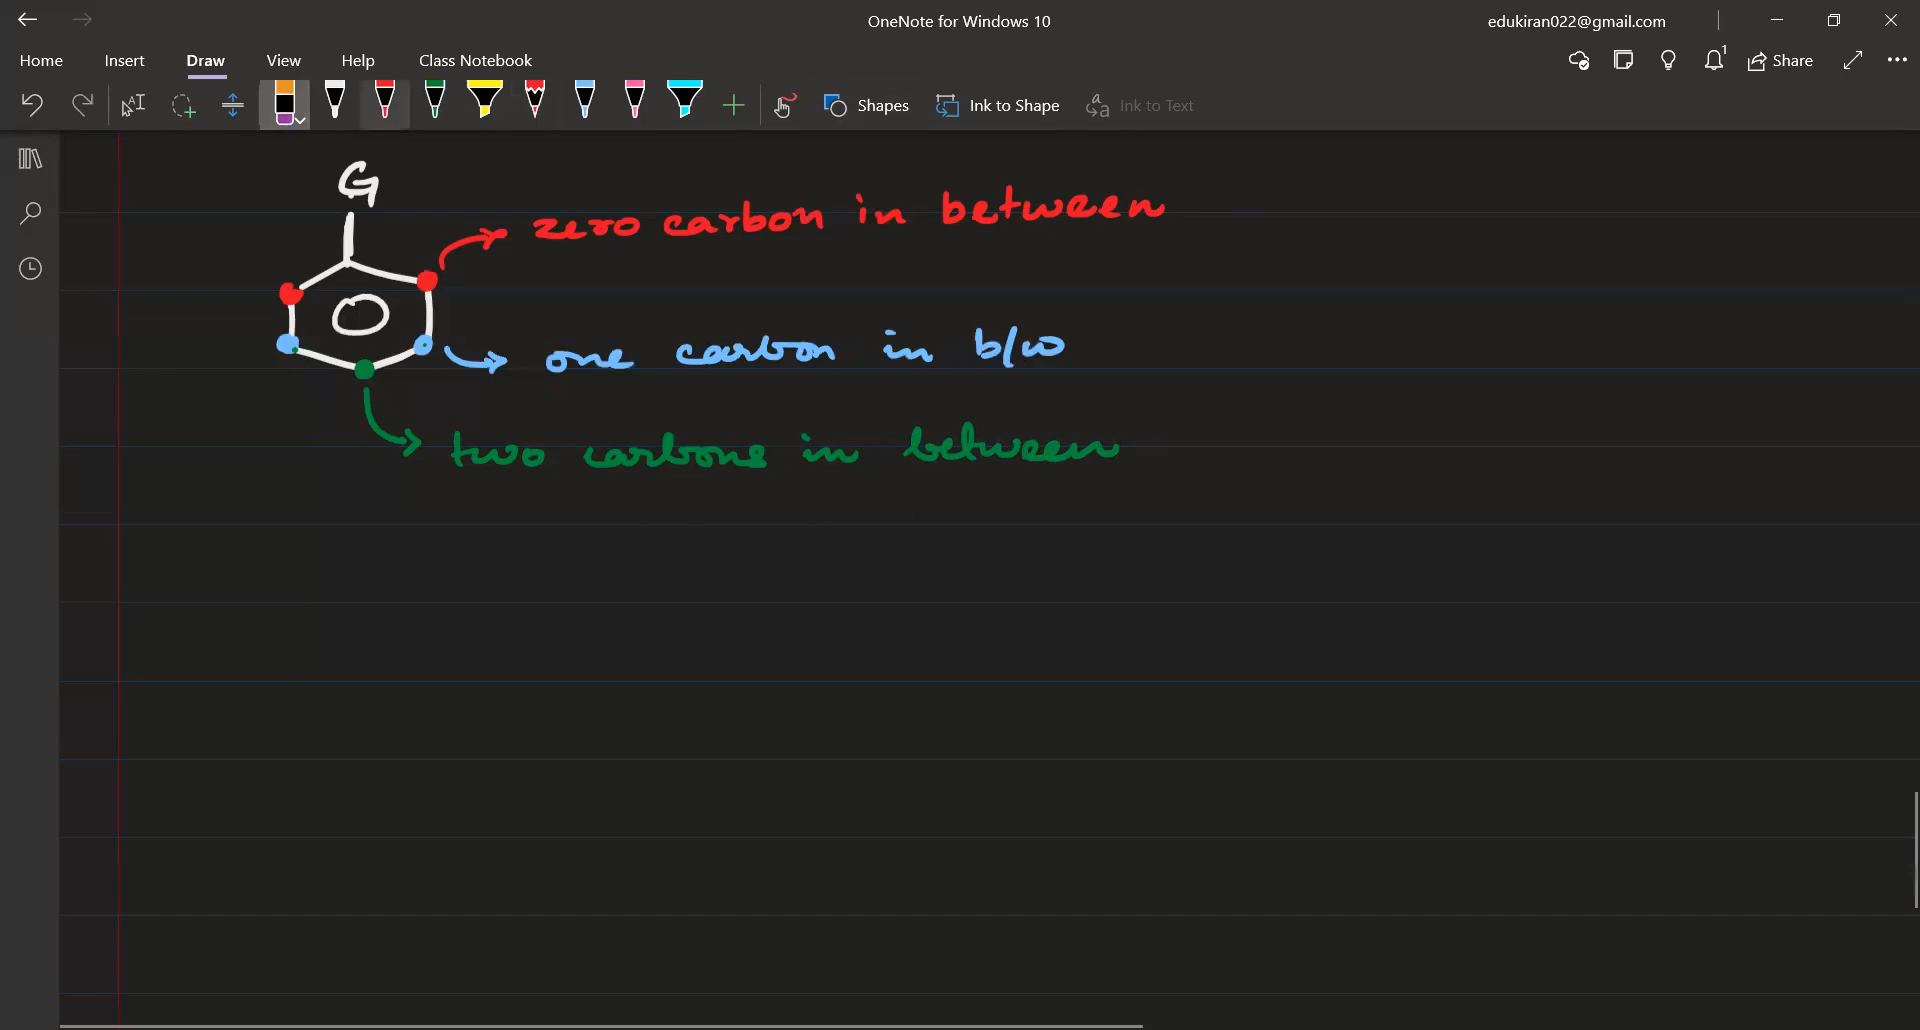 OneNote for Windows 10
edukiran022@gmail.com
Home Insert Draw View Help Class Notebook
1 Share
Shapes Ink to Shape Ink to Text
G
zero carbon in between
one carbon in b/w
two carbons in between